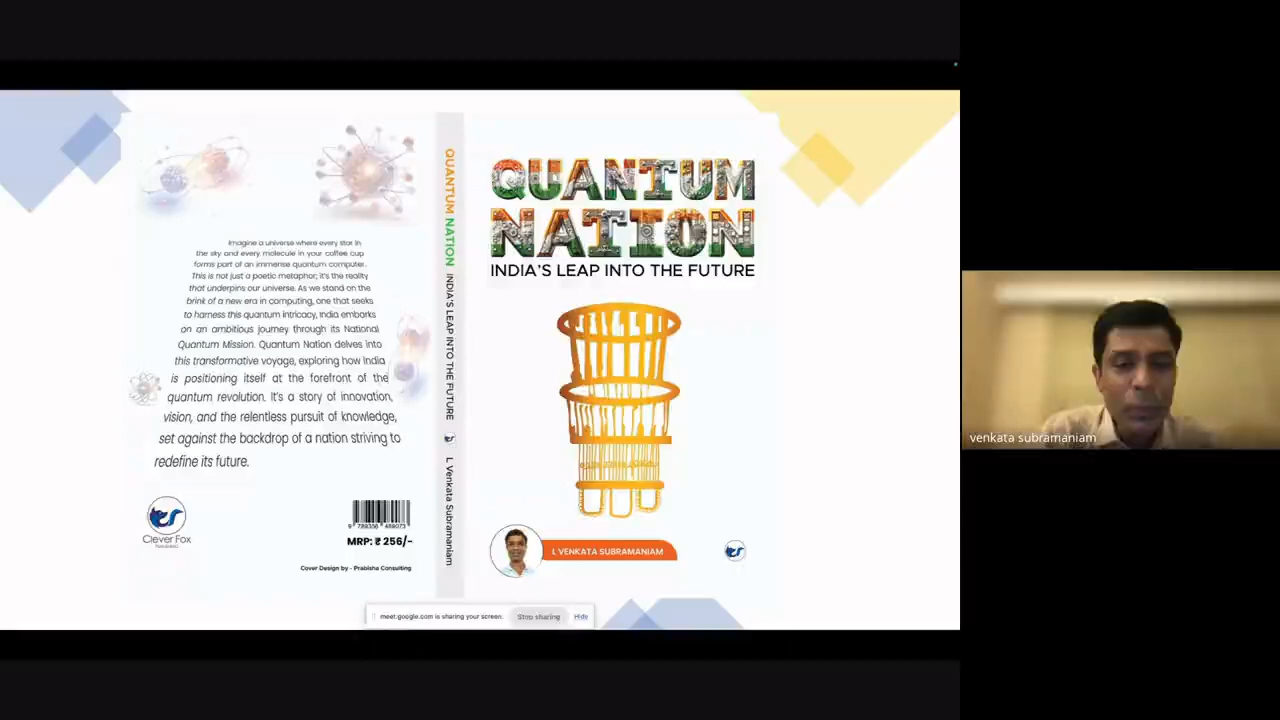 Imagine a universe where every star in
the sky and every molecule in your coffee cup
forms part of an immense quantum computer.
This is not just a poetic metaphor; it's the reality
that underpins our universe. As we stand on the
brink of a new era in computing, one that seeks
to harness this quantum intricacy, India embarks
on an ambitious journey through its National
Quantum Mission. Quantum Nation delves into
this transformative voyage, exploring how India
is positioning itself at the forefront of the
quantum revolution. It's a story of innovation,
vision, and the relentless pursuit of knowledge,
set against the backdrop of a nation striving to
redefine its future.
Clever Fox
MRP: ₹ 256/-
Cover Design by - Prabisha Consulting
QUANTUM NATION INDIA'S LEAP INTO THE FUTURE L Venkata Subramaniam
QUANTUM
NATION
INDIA'S LEAP INTO THE FUTURE
L VENKATA SUBRAMANIAM
meet.google.com is sharing your screen. Stop sharing Hide
venkata subramaniam